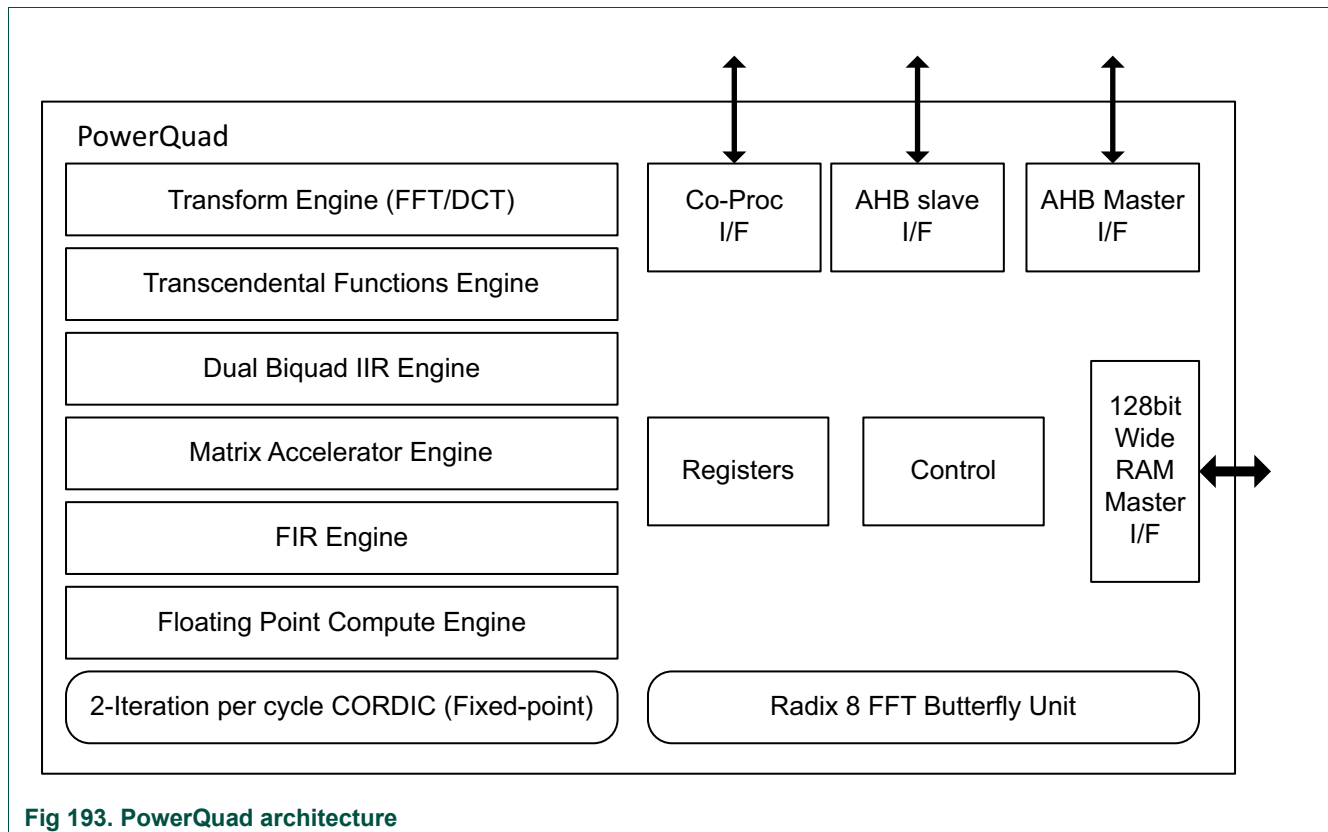 PowerQuad
Transform Engine (FFT/DCT)
Transcendental Functions Engine
Dual Biquad IIR Engine
Matrix Accelerator Engine
FIR Engine
Floating Point Compute Engine
2-Iteration per cycle CORDIC (Fixed-point)
Co-Proc
I/F
AHB slave
I/F
AHB Master
I/F
Registers
Control
128bit
Wide
RAM
Master
I/F
Radix 8 FFT Butterfly Unit
Fig 193. PowerQuad architecture